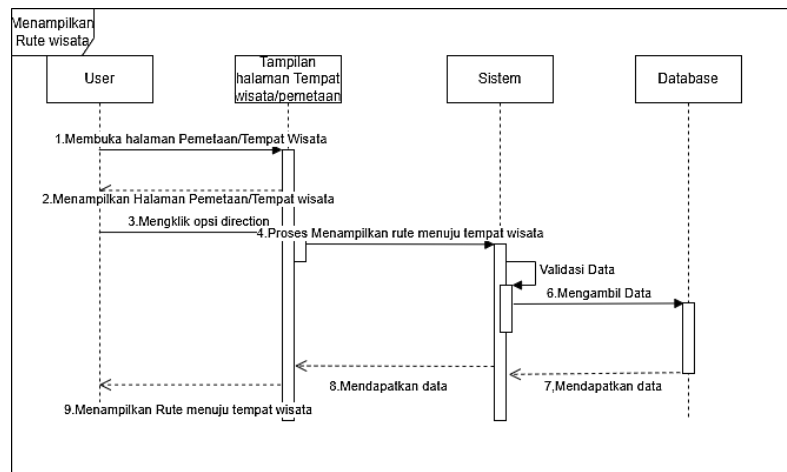 Menampilkan
Rute wisata
User
Tampilan
halaman Tempat
wisata/pemetaan
Sistem
Database
1.Membuka halaman Pemetaan/Tempat Wisata
2.Menampilkan Halaman Pemetaan/Tempat wisata
3.Mengklik opsi direction
4.Proses Menampilkan rute menuju tempat wisata
Validasi Data
6.Mengambil Data
7,Mendapatkan data
8.Mendapatkan data
9.Menampilkan Rute menuju tempat wisata